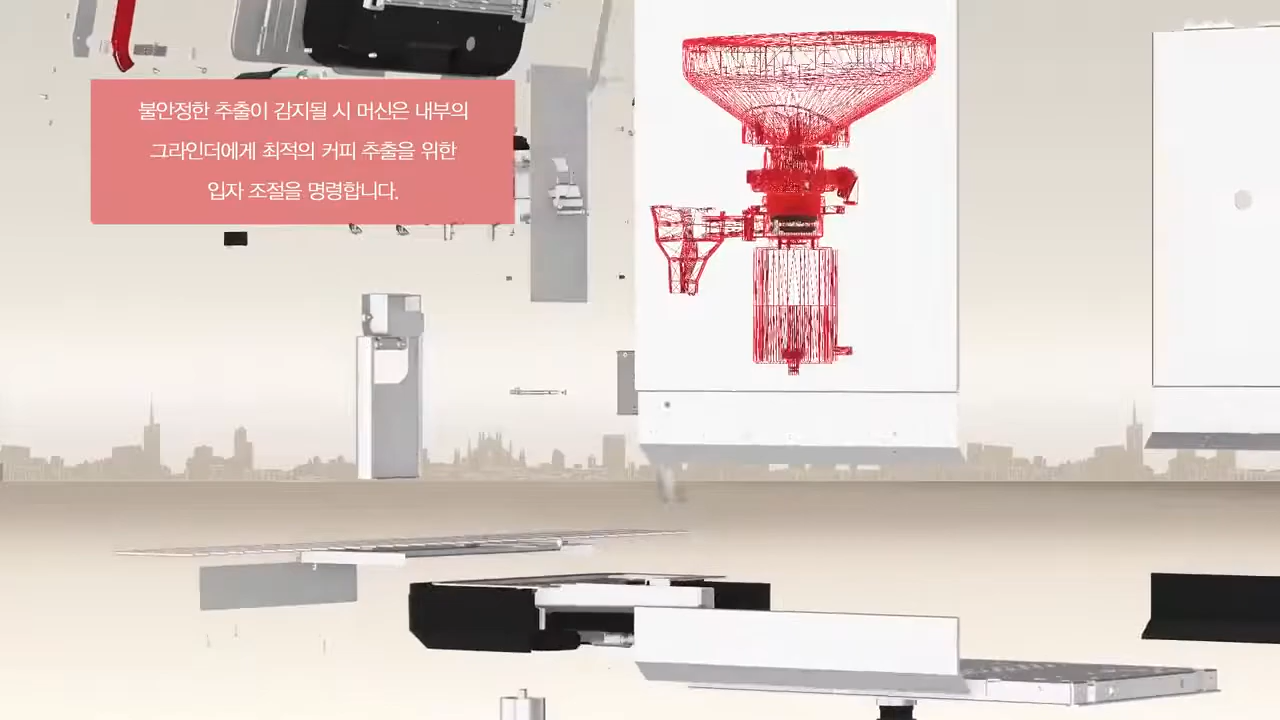 불안정한 추출이 감지될 시 머신은 내부의
그라인더에게 최적의 커피 추출을 위한
입자 조절을 명령합니다.